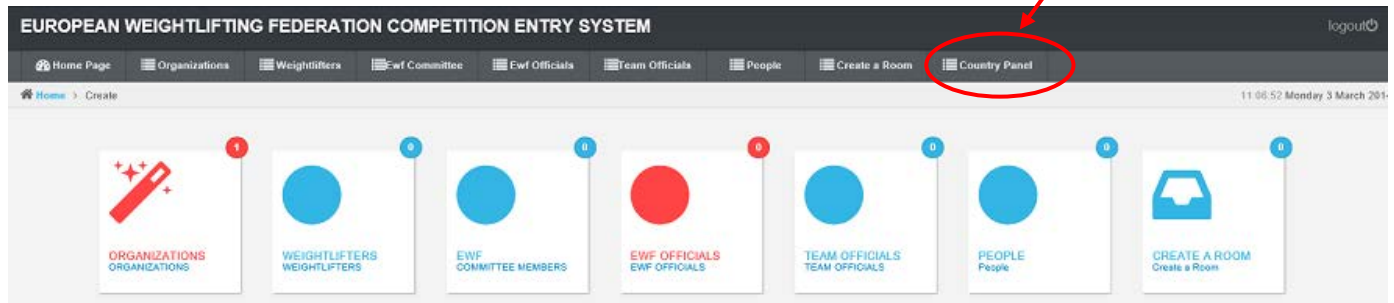 EUROPEAN WEIGHTLIFTING FEDERATION COMPETITION ENTRY SYSTEM
logout
Home Page Organizations Weightlifters Ewf Committee Ewf Officials Team Officials People Create a Room Country Panel
Home > Create
11:06:52 Monday 3 March 201
1 0 0 0 0 0 0
ORGANIZATIONS WEIGHTLIFTERS EWF EWF OFFICIALS TEAM OFFICIALS PEOPLE CREATE A ROOM
ORGANIZATIONS WEIGHTLIFTERS COMMITTEE MEMBERS EWF OFFICIALS TEAM OFFICIALS People Create a Room